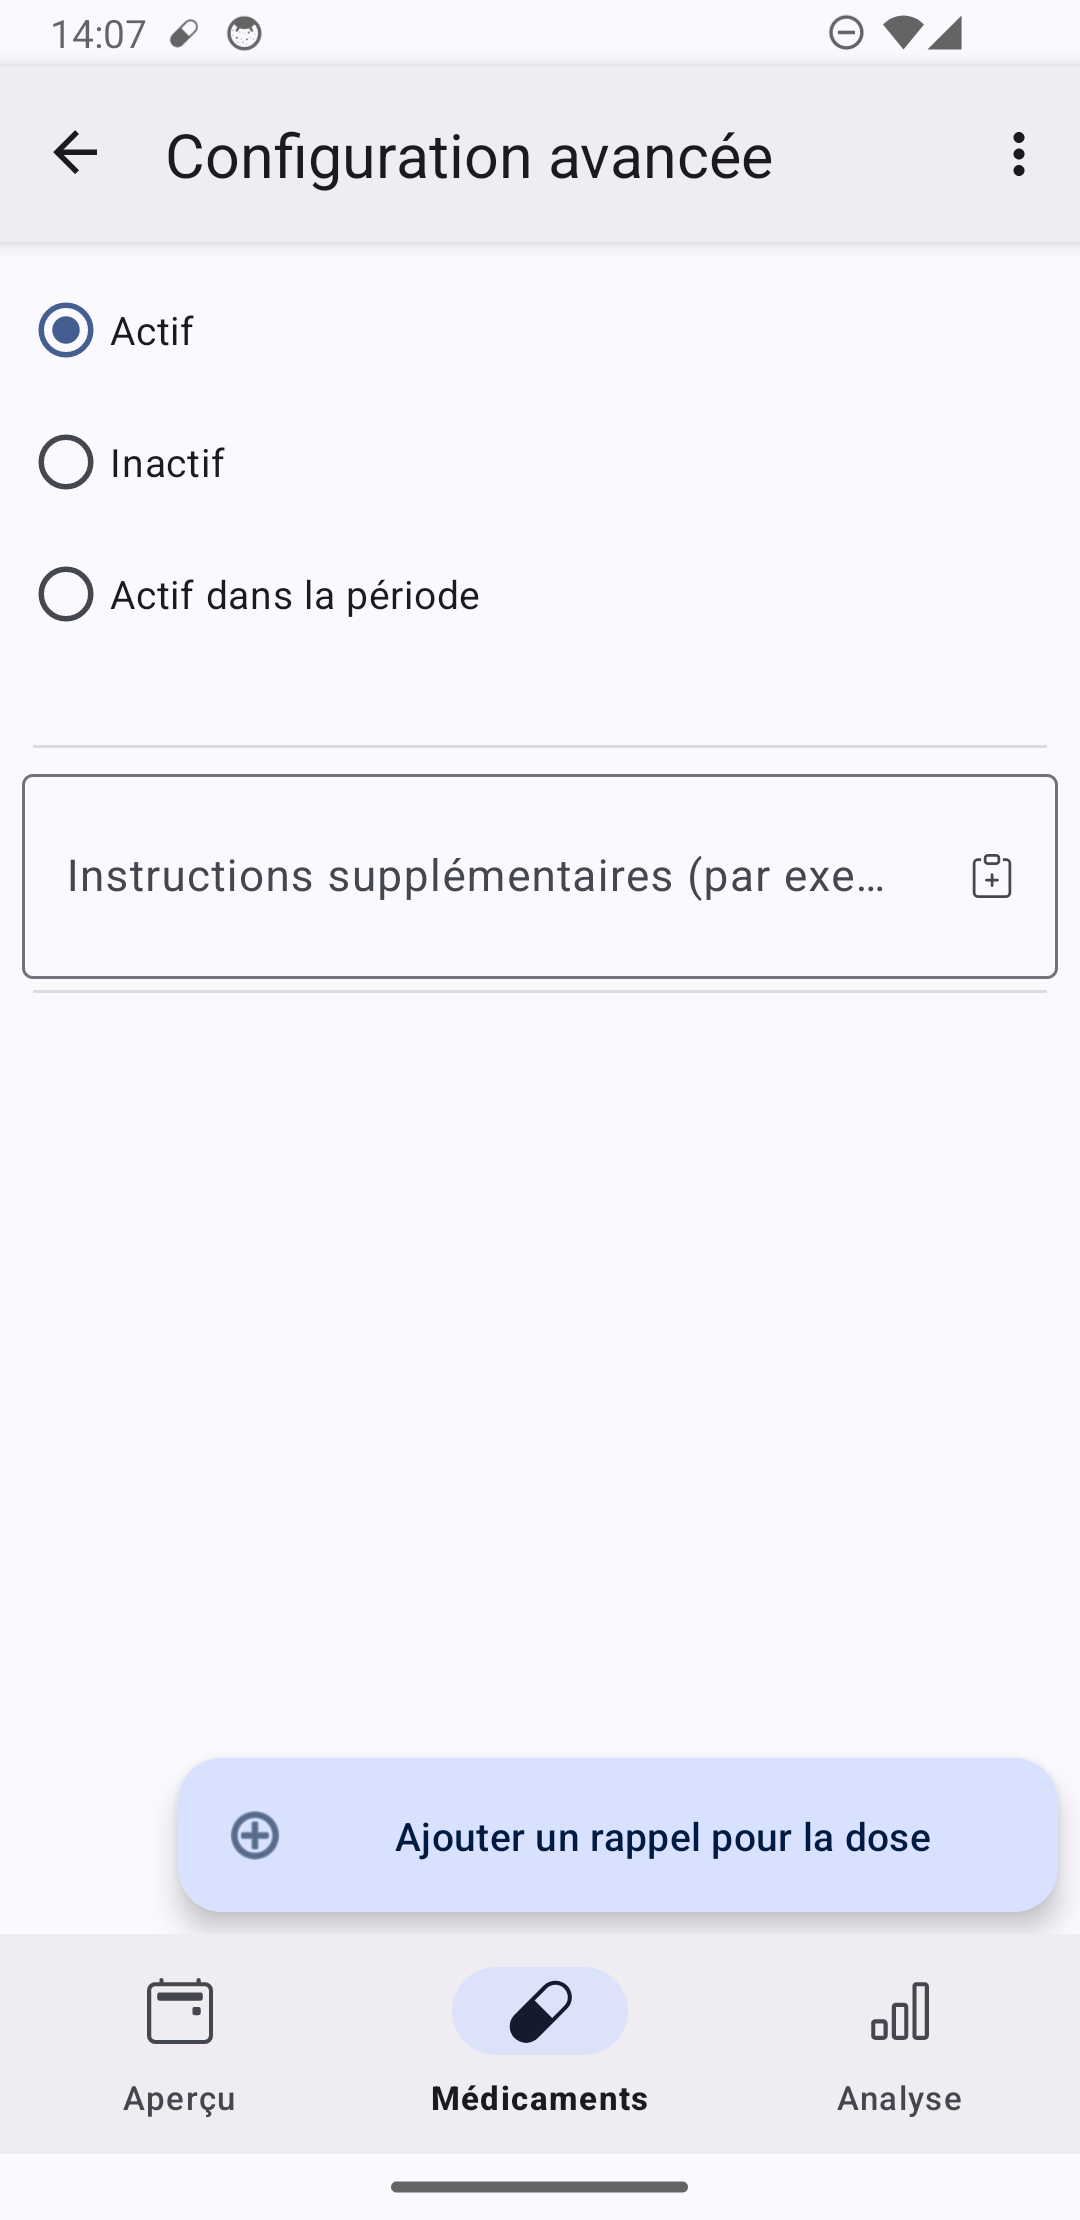 14:07
Configuration avancée
Actif
Inactif
Actif dans la période
Instructions supplémentaires (par exe…
Ajouter un rappel pour la dose
Aperçu
Médicaments
Analyse